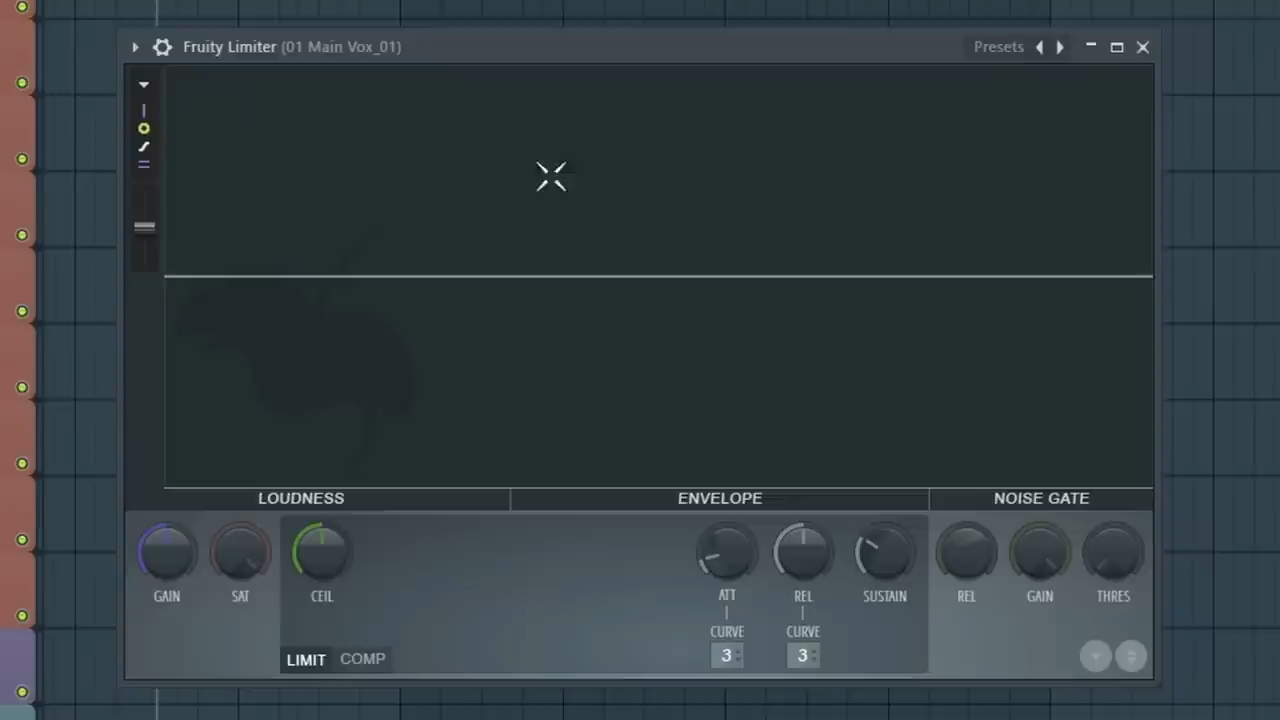 Fruity Limiter (01 Main Vox_01)
Presets
LOUDNESS
ENVELOPE
NOISE GATE
GAIN
SAT
CEIL
ATT
REL
SUSTAIN
REL
GAIN
THRES
CURVE
CURVE
3
3
LIMIT
COMP